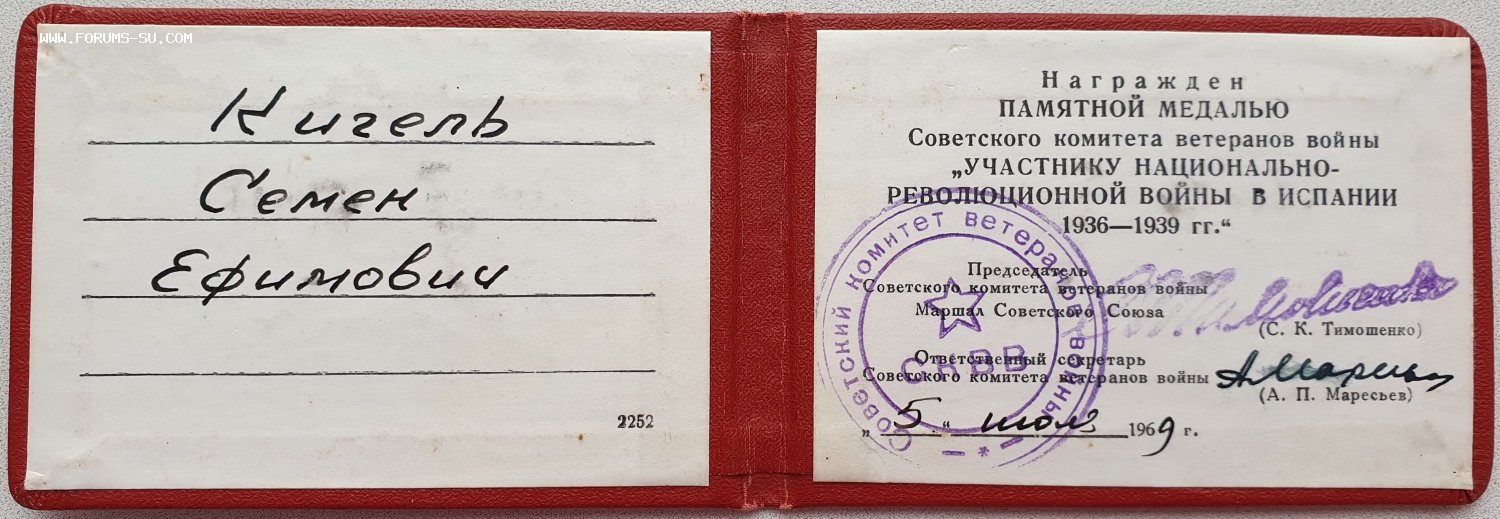 WWW.FORUMS-SU.COM
Кигель
Семен
Ефимович
2252
Награжден
ПАМЯТНОЙ МЕДАЛЬЮ
Советского комитета ветеранов войны
„УЧАСТНИКУ НАЦИОНАЛЬНО-
РЕВОЛЮЦИОННОЙ ВОЙНЫ В ИСПАНИИ
1936—1939 гг.“
Председатель
Советского комитета ветеранов войны
Маршал Советского Союза
(С. К. Тимошенко)
Ответственный секретарь
Советского комитета ветеранов войны
(А. П. Маресьев)
„5“ июля 1969 г.
Советский комитет ветеранов войны
СКВВ